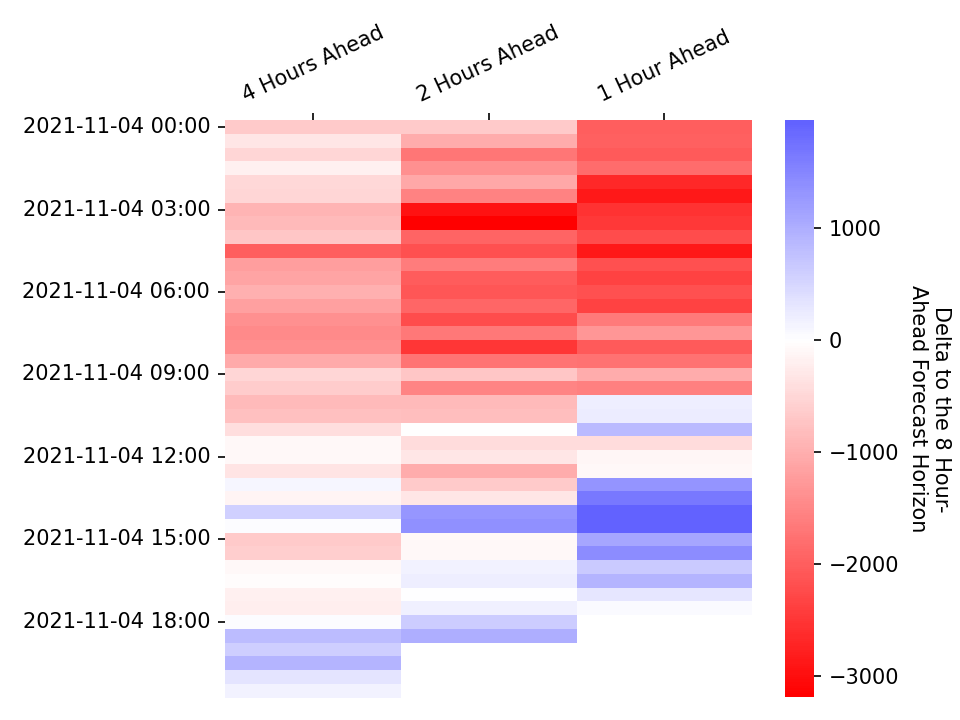 4 Hours Ahead
2 Hours Ahead
1 Hour Ahead
2021-11-04 00:00
2021-11-04 03:00
2021-11-04 06:00
2021-11-04 09:00
2021-11-04 12:00
2021-11-04 15:00
2021-11-04 18:00
1000
0
−1000
−2000
−3000
Delta to the 8 Hour-
Ahead Forecast Horizon